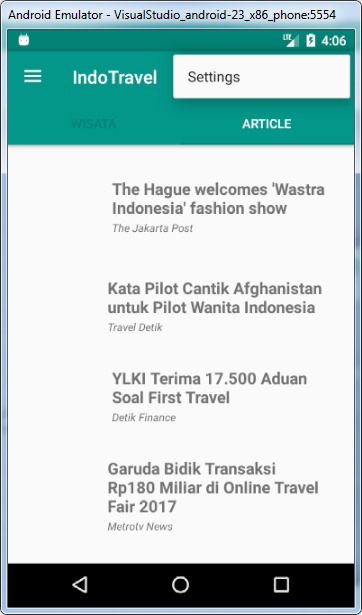 Android Emulator - VisualStudio_android-23_x86_phone:5554
LTE 4:06
IndoTravel
Settings
WISATA
ARTICLE
The Hague welcomes 'Wastra
Indonesia' fashion show
The Jakarta Post
Kata Pilot Cantik Afghanistan
untuk Pilot Wanita Indonesia
Travel Detik
YLKI Terima 17.500 Aduan
Soal First Travel
Detik Finance
Garuda Bidik Transaksi
Rp180 Miliar di Online Travel
Fair 2017
Metrotv News